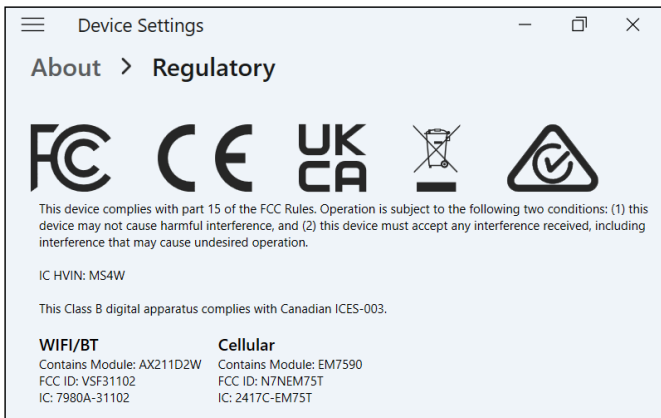 Device Settings
About > Regulatory
FC CE UK CA
This device complies with part 15 of the FCC Rules. Operation is subject to the following two conditions: (1) this
device may not cause harmful interference, and (2) this device must accept any interference received, including
interference that may cause undesired operation.
IC HVIN: MS4W
This Class B digital apparatus complies with Canadian ICES-003.
WIFI/BT Cellular
Contains Module: AX211D2W Contains Module: EM7590
FCC ID: VSF31102 FCC ID: N7NEM75T
IC: 7980A-31102 IC: 2417C-EM75T